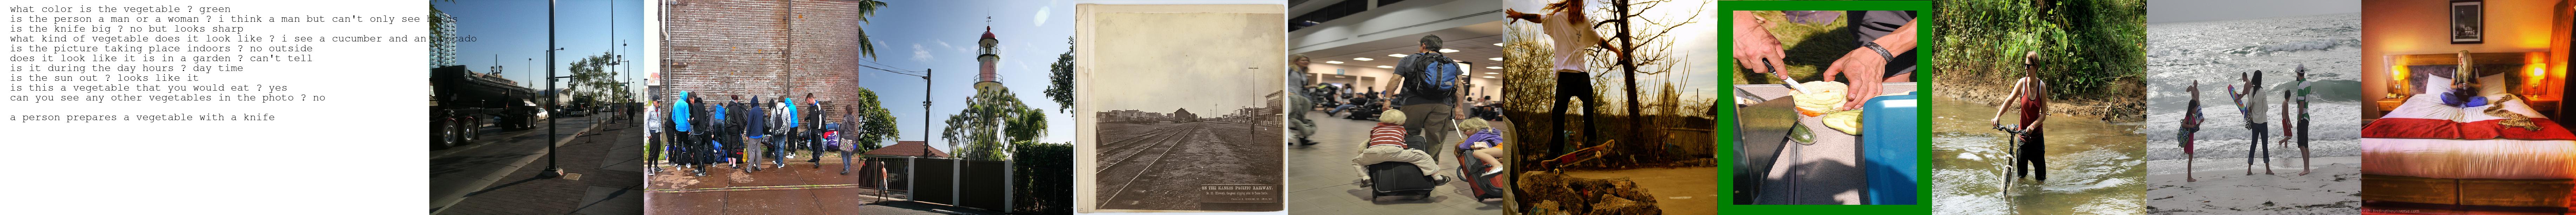 what color is the vegetable ? green
is the person a man or a woman ? i think a man but can't only see
is the knife big ? no but looks sharp
what kind of vegetable does it look like ? i see a cucumber and an
is the picture taking place indoors ? no outside
does it look like it is in a garden ? can't tell
is it during the day hours ? day time
is the sun out ? looks like it
is this a vegetable that you would eat ? yes
can you see any other vegetables in the photo ? no
a person prepares a vegetable with a knife